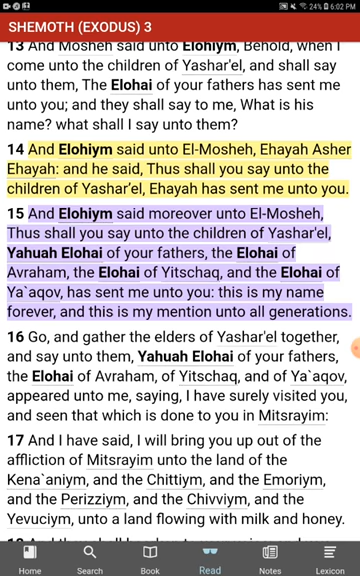 24% 6:02 PM
SHEMOTH (EXODUS) 3
13 And Mosheh said unto Elohiym, Behold, when I
come unto the children of Yashar'el, and shall say
unto them, The Elohai of your fathers has sent me
unto you; and they shall say to me, What is his
name? what shall I say unto them?
14 And Elohiym said unto El-Mosheh, Ehayah Asher
Ehayah: and he said, Thus shall you say unto the
children of Yashar'el, Ehayah has sent me unto you.
15 And Elohiym said moreover unto El-Mosheh,
Thus shall you say unto the children of Yashar'el,
Yahuah Elohai of your fathers, the Elohai of
Avraham, the Elohai of Yitschaq, and the Elohai of
Ya`aqov, has sent me unto you: this is my name
forever, and this is my mention unto all generations.
16 Go, and gather the elders of Yashar'el together,
and say unto them, Yahuah Elohai of your fathers,
the Elohai of Avraham, of Yitschaq, and of Ya`aqov,
appeared unto me, saying, I have surely visited you,
and seen that which is done to you in Mitsrayim:
17 And I have said, I will bring you up out of the
affliction of Mitsrayim unto the land of the
Kena`aniym, and the Chittiym, and the Emoriym,
and the Perizziym, and the Chivviym, and the
Yevuciym, unto a land flowing with milk and honey.
Home Search Book Read Notes Lexicon